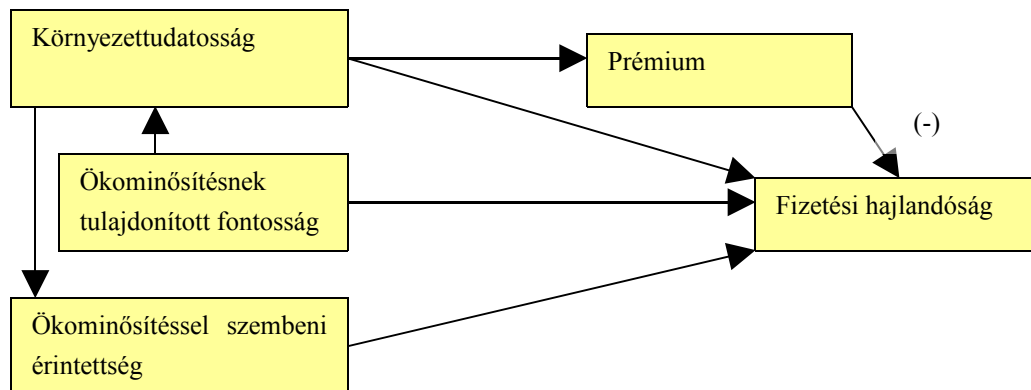 Környezettudatosság
Prémium
(-)
Ökominősítésnek
tulajdonított fontosság
Fizetési hajlandóság
Ökominősítéssel szembeni
érintettség